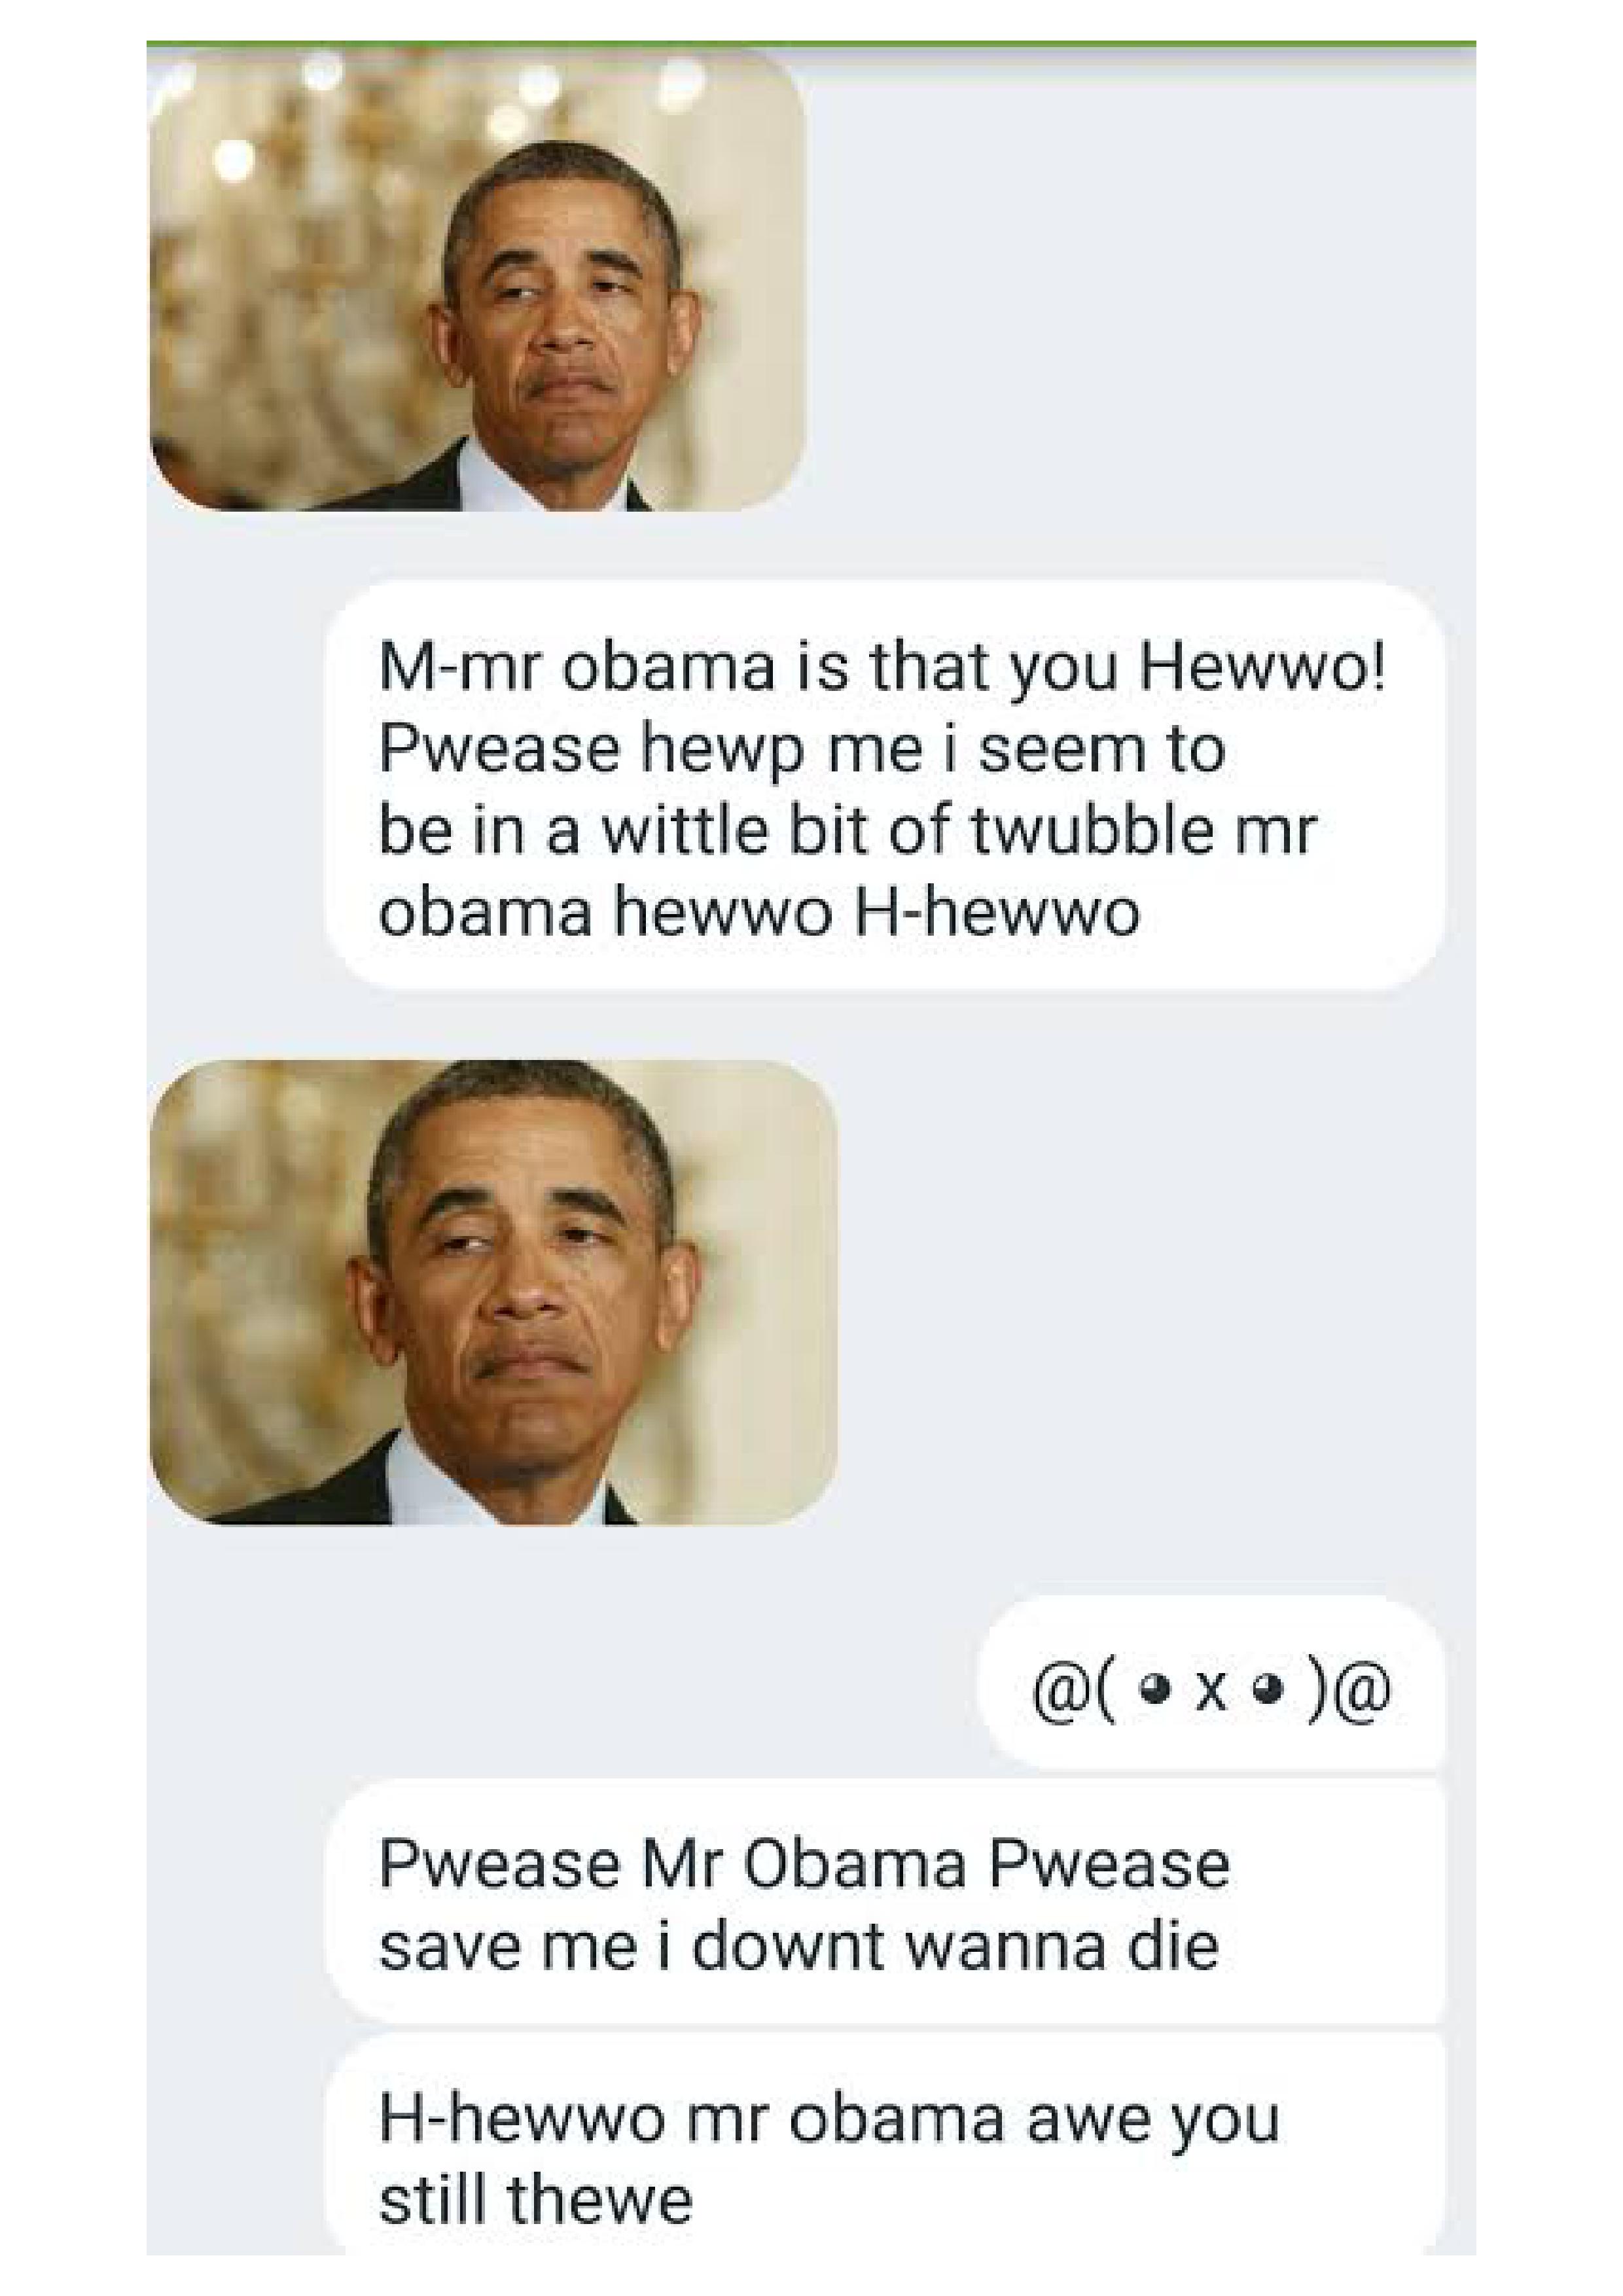 M-mr obama is that you Hewwo!
Pwease hewp me i seem to
be in a wittle bit of twubble mr
obama hewwo H-hewwo
@( ◕ x ◕ )@
Pwease Mr Obama Pwease
save me i downt wanna die
H-hewwo mr obama awe you
still thewe